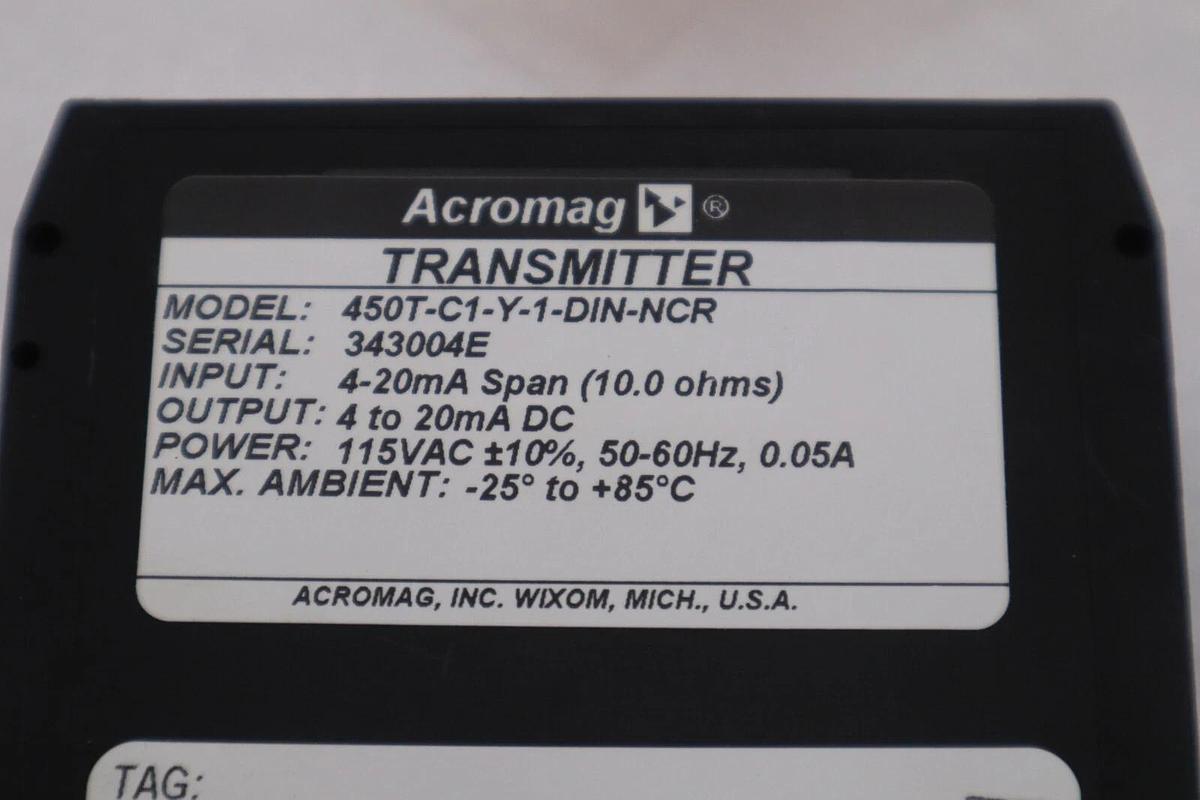 Acromag ®
TRANSMITTER
MODEL: 450T-C1-Y-1-DIN-NCR
SERIAL: 343004E
INPUT: 4-20mA Span (10.0 ohms)
OUTPUT: 4 to 20mA DC
POWER: 115VAC ±10%, 50-60Hz, 0.05A
MAX. AMBIENT: -25° to +85°C
ACROMAG, INC. WIXOM, MICH., U.S.A.
TAG: